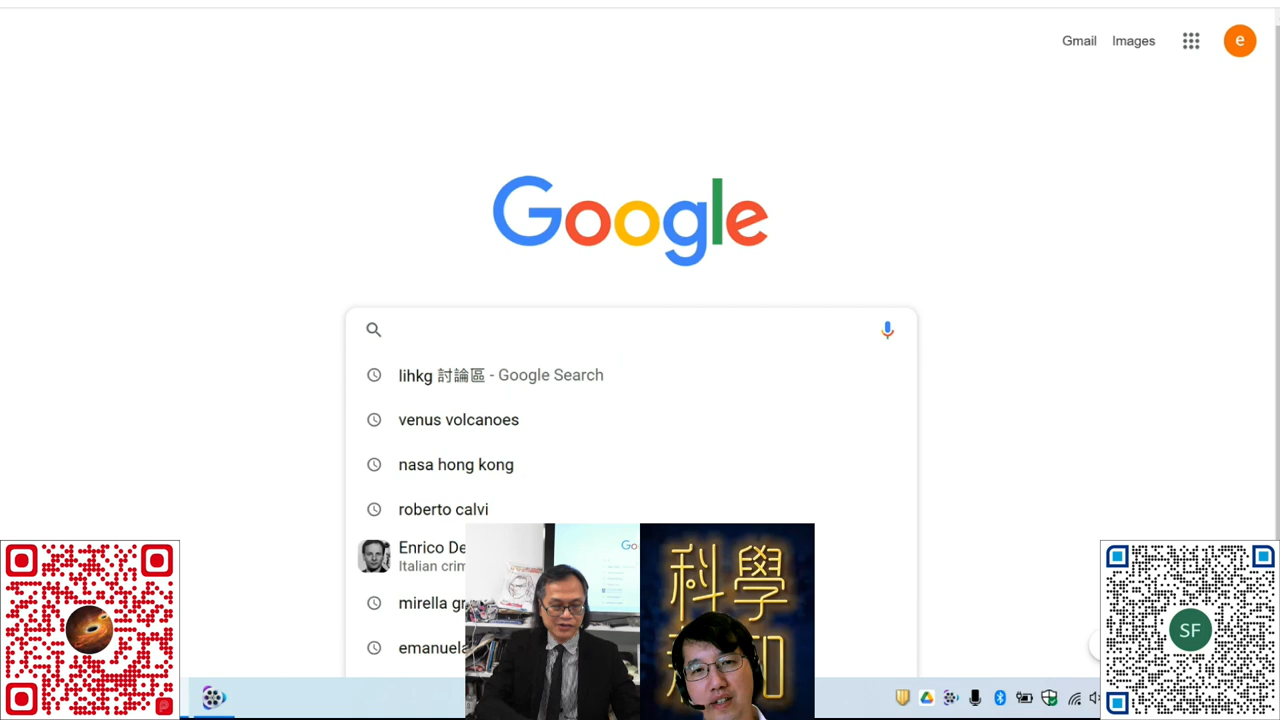 Gmail Images
e
Google
lihkg 討論區 - Google Search
venus volcanoes
nasa hong kong
roberto calvi
Enrico De
Italian crim
mirella gr
emanuela
科學
SF